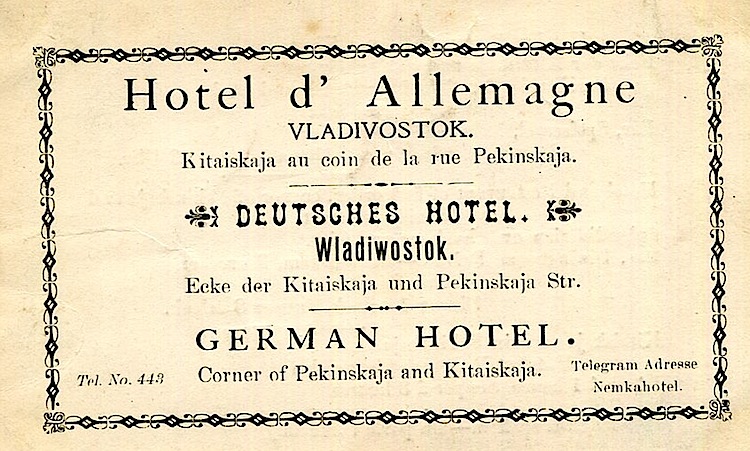 Hotel d' Allemagne
VLADIVOSTOK.
Kitaiskaja au coin de la rue Pekinskaja.
DEUTSCHES HOTEL.
Wladiwostok.
Ecke der Kitaiskaja und Pekinskaja Str.
GERMAN HOTEL.
Corner of Pekinskaja and Kitaiskaja.
Tel. No. 443
Telegram Adresse
Nemkahotel.